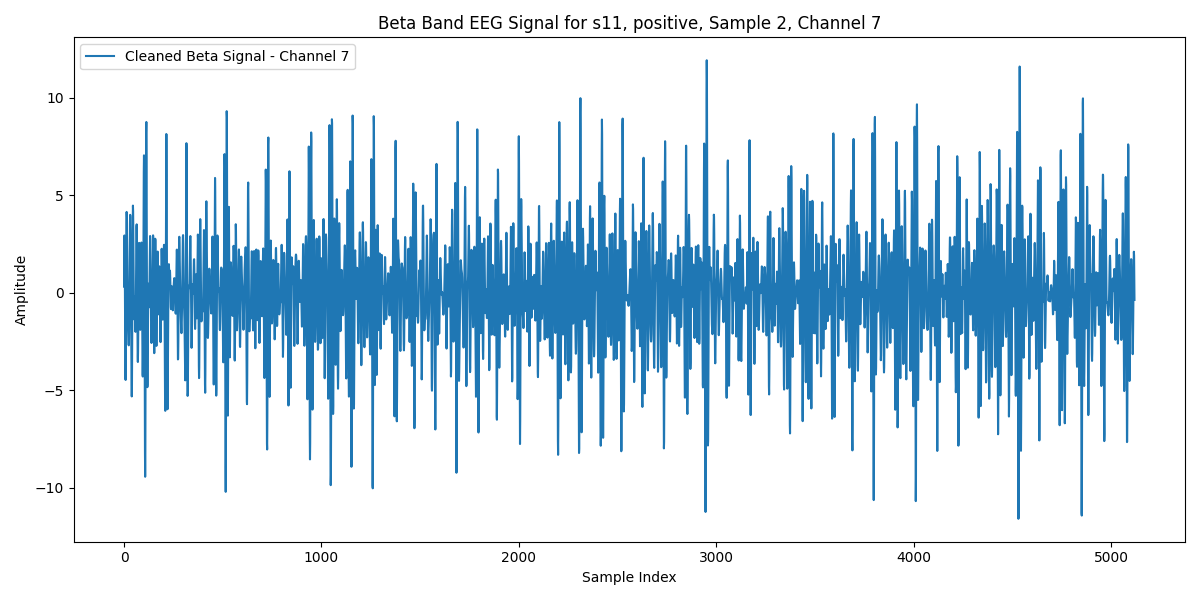 Beta Band EEG Signal for s11, positive, Sample 2, Channel 7
Cleaned Beta Signal - Channel 7
Amplitude
10
5
0
−5
−10
0 1000 2000 3000 4000 5000
Sample Index